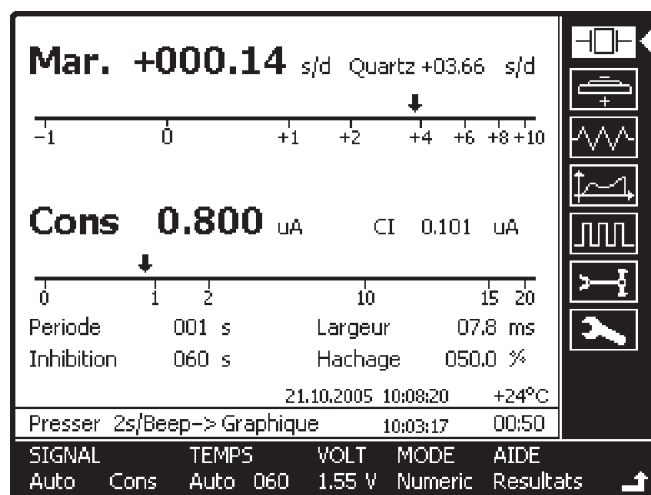 Mar. +000.14 s/d Quartz +03.66 s/d
-1 0 +1 +2 +4 +6 +8 +10
Cons 0.800 uA CI 0.101 uA
0 1 2 10 15 20
Periode 001 s Largeur 07.8 ms
Inhibition 060 s Hachage 050.0 %
21.10.2005 10:08:20 +24°C
Presser 2s/Beep-> Graphique 10:03:17 00:50
SIGNAL TEMPS VOLT MODE AIDE
Auto Cons Auto 060 1.55 V Numeric Resultats